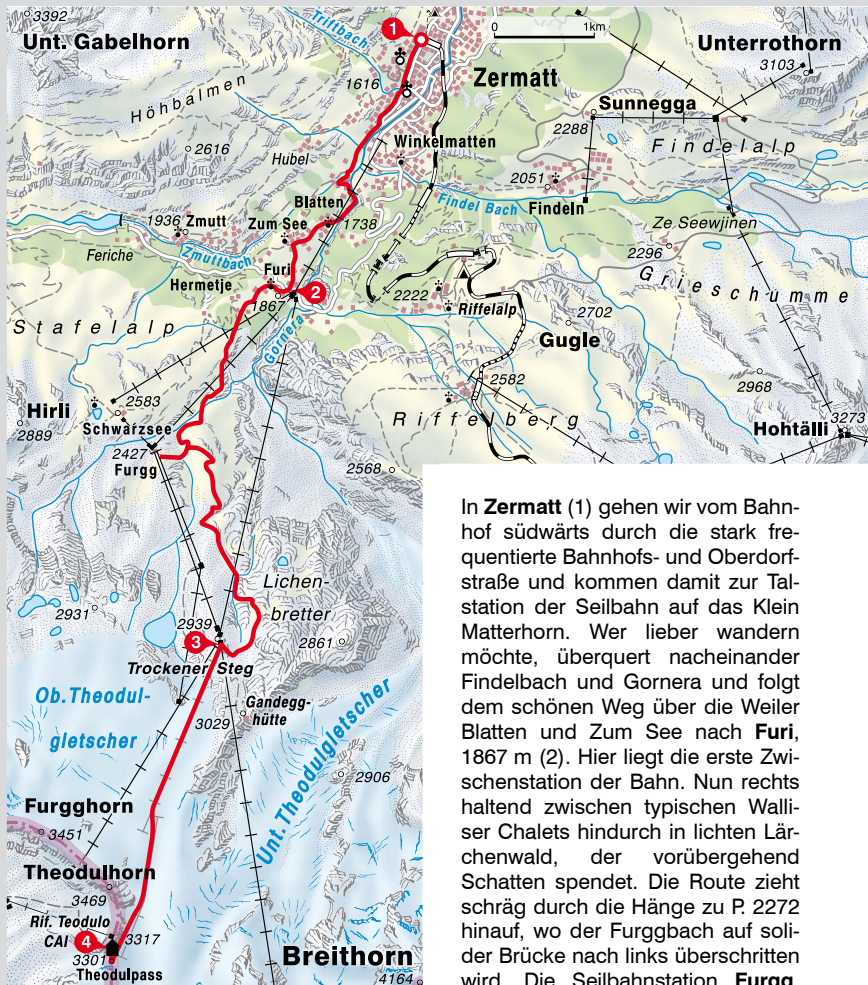 3392
Unt. Gabelhorn
Triftbach
1
0
1km
Unterrothorn
3103
Zermatt
1616
Höhbalmen
Sunnegga
2288
Findelalp
2616
Hubel
Winkelmatten
2051
Findeln
Blatten
Findel Bach
1936 Zmutt
Zum See
1738
Ze Seewjinen
2296
Zmuttbach
Feriche
Furi
Hermetje
2
1867
2222
Riffelalp
Grieschumme
Stafelalp
Gornera
2702
Gugle
2583
2582
2968
Hirli
2889
Schwarzsee
Riffelberg
3273
Hohtälli
2427
Furgg
2568
Lichen-
bretter
2931
2939
3
2861
Trockener Steg
Ob.Theodul-
gletscher
Gandegg-
hütte
3029
Unt. Theodulgletscher
2906
Furgghorn
3451
Theodulhorn
3469
Rif. Teodulo
CAI
4
3317
3301
Theodulpass
Breithorn
4164
In Zermatt (1) gehen wir vom Bahn-
hof südwärts durch die stark fre-
quentierte Bahnhofs- und Oberdorf-
straße und kommen damit zur Tal-
station der Seilbahn auf das Klein
Matterhorn. Wer lieber wandern
möchte, überquert nacheinander
Findelbach und Gornera und folgt
dem schönen Weg über die Weiler
Blatten und Zum See nach Furi,
1867 m (2). Hier liegt die erste Zwi-
schenstation der Bahn. Nun rechts
haltend zwischen typischen Walli-
ser Chalets hindurch in lichten Lär-
chenwald, der vorübergehend
Schatten spendet. Die Route zieht
schräg durch die Hänge zu P. 2272
hinauf, wo der Furggbach auf soli-
der Brücke nach links überschritten
wird. Die Seilbahnstation Furgg,